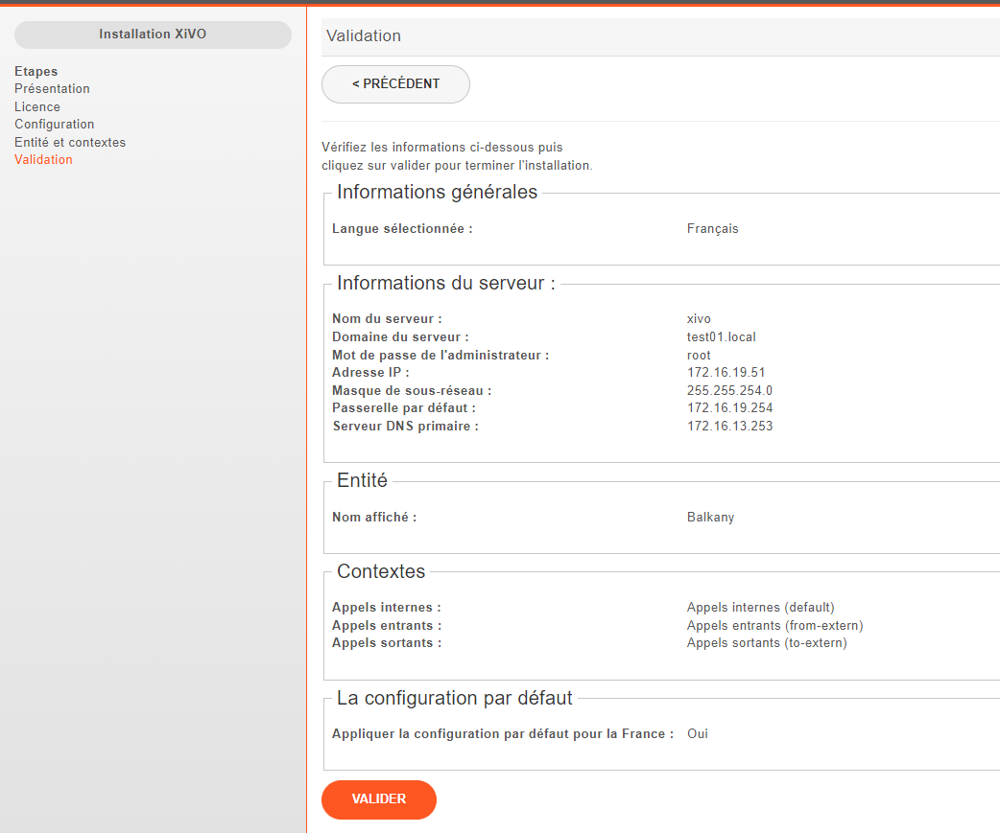 Installation XiVO
Etapes
Présentation
Licence
Configuration
Entité et contextes
Validation
Validation
< PRÉCÉDENT
Vérifiez les informations ci-dessous puis
cliquez sur valider pour terminer l'installation.
Informations générales
Langue sélectionnée : Français
Informations du serveur :
Nom du serveur : xivo
Domaine du serveur : test01.local
Mot de passe de l'administrateur : root
Adresse IP : 172.16.19.51
Masque de sous-réseau : 255.255.254.0
Passerelle par défaut : 172.16.19.254
Serveur DNS primaire : 172.16.13.253
Entité
Nom affiché : Balkany
Contextes
Appels internes : Appels internes (default)
Appels entrants : Appels entrants (from-extern)
Appels sortants : Appels sortants (to-extern)
La configuration par défaut
Appliquer la configuration par défaut pour la France : Oui
VALIDER